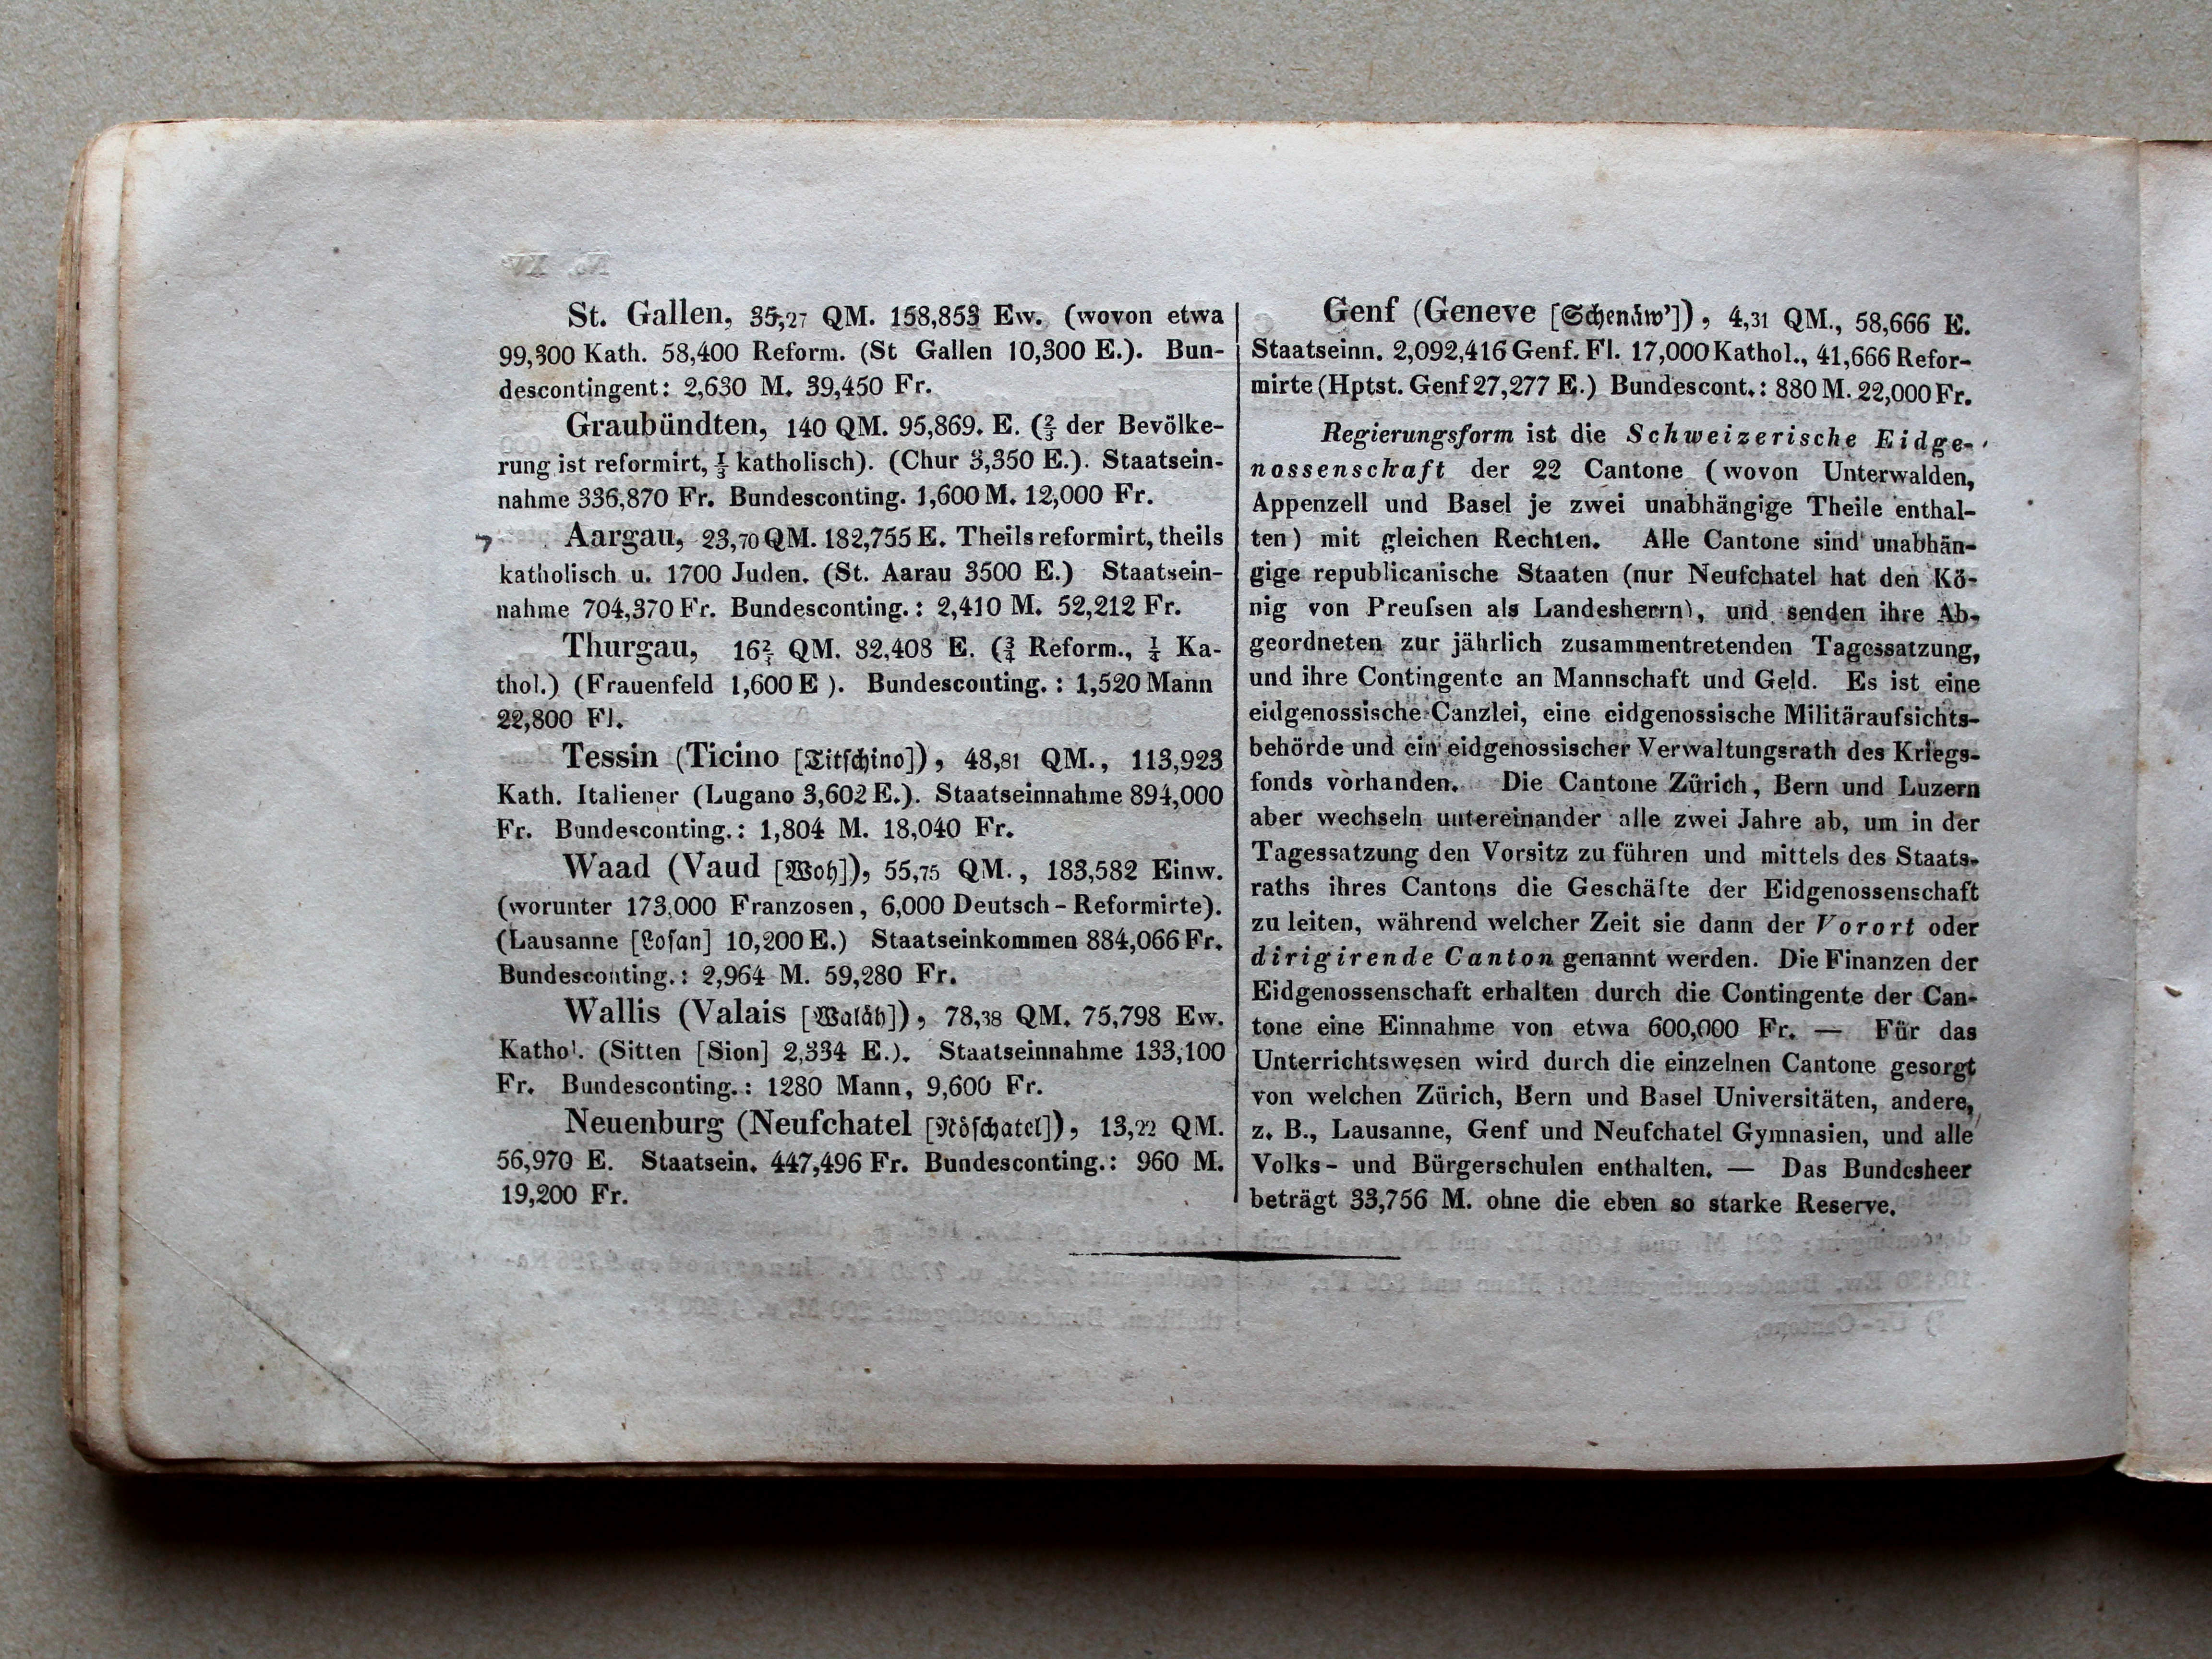 St. Gallen, 35,27 QM. 158,853 Ew. (wovon etwa
99,300 Kath. 58,400 Reform. (St Gallen 10,300 E.). Bun-
descontingent: 2,630 M. 39,450 Fr.
Graubündten, 140 QM. 95,869. E. (⅔ der Bevölke-
rung ist reformirt, ⅓ katholisch). (Chur 3,350 E.). Staatsein-
nahme 336,870 Fr. Bundesconting. 1,600 M. 12,000 Fr.
Aargau, 23,70 QM. 182,755 E. Theils reformirt, theils
katholisch u. 1700 Juden. (St. Aarau 3500 E.) Staatsein-
nahme 704,370 Fr. Bundesconting.: 2,410 M. 52,212 Fr.
Thurgau, 16⅔ QM. 82,408 E. (¾ Reform., ¼ Ka-
thol.) (Frauenfeld 1,600 E ). Bundesconting.: 1,520 Mann
22,800 Fl.
Tessin (Ticino [Titſchino]), 48,81 QM., 113,923
Kath. Italiener (Lugano 3,602 E.). Staatseinnahme 894,000
Fr. Bundesconting.: 1,804 M. 18,040 Fr.
Waad (Vaud [Woh]), 55,75 QM., 183,582 Einw.
(worunter 173,000 Franzosen, 6,000 Deutsch-Reformirte).
(Lausanne [Losan] 10,200 E.) Staatseinkommen 884,066 Fr.
Bundesconting.: 2,964 M. 59,280 Fr.
Wallis (Valais [Waläh]), 78,38 QM. 75,798 Ew.
Kathol. (Sitten [Sion] 2,334 E.). Staatseinnahme 133,100
Fr. Bundesconting.: 1280 Mann, 9,600 Fr.
Neuenburg (Neufchatel [Nöſchatel]), 13,22 QM.
56,970 E. Staatsein. 447,496 Fr. Bundesconting.: 960 M.
19,200 Fr.
Genf (Geneve [Schenäw']), 4,31 QM., 58,666 E.
Staatseinn. 2,092,416 Genf. Fl. 17,000 Kathol., 41,666 Refor-
mirte (Hptst. Genf 27,277 E.) Bundescont.: 880 M. 22,000 Fr.
Regierungsform ist die Schweizerische Eidge-
nossenschaft der 22 Cantone (wovon Unterwalden,
Appenzell und Basel je zwei unabhängige Theile enthal-
ten) mit gleichen Rechten. Alle Cantone sind unabhän-
gige republicanische Staaten (nur Neufchatel hat den Kö-
nig von Preuſsen als Landesherrn), und senden ihre Ab-
geordneten zur jährlich zusammentretenden Tagessatzung,
und ihre Contingente an Mannschaft und Geld. Es ist eine
eidgenossische Canzlei, eine eidgenossische Militäraufsichts-
behörde und ein eidgenossischer Verwaltungsrath des Kriegs-
fonds vorhanden. Die Cantone Zürich, Bern und Luzern
aber wechseln untereinander alle zwei Jahre ab, um in der
Tagessatzung den Vorsitz zu führen und mittels des Staats-
raths ihres Cantons die Geschäfte der Eidgenossenschaft
zu leiten, während welcher Zeit sie dann der Vorort oder
dirigirende Canton genannt werden. Die Finanzen der
Eidgenossenschaft erhalten durch die Contingente der Can-
tone eine Einnahme von etwa 600,000 Fr. — Für das
Unterrichtswesen wird durch die einzelnen Cantone gesorgt
von welchen Zürich, Bern und Basel Universitäten, andere,
z. B., Lausanne, Genf und Neufchatel Gymnasien, und alle
Volks- und Bürgerschulen enthalten. — Das Bundesheer
beträgt 33,756 M. ohne die eben so starke Reserve.